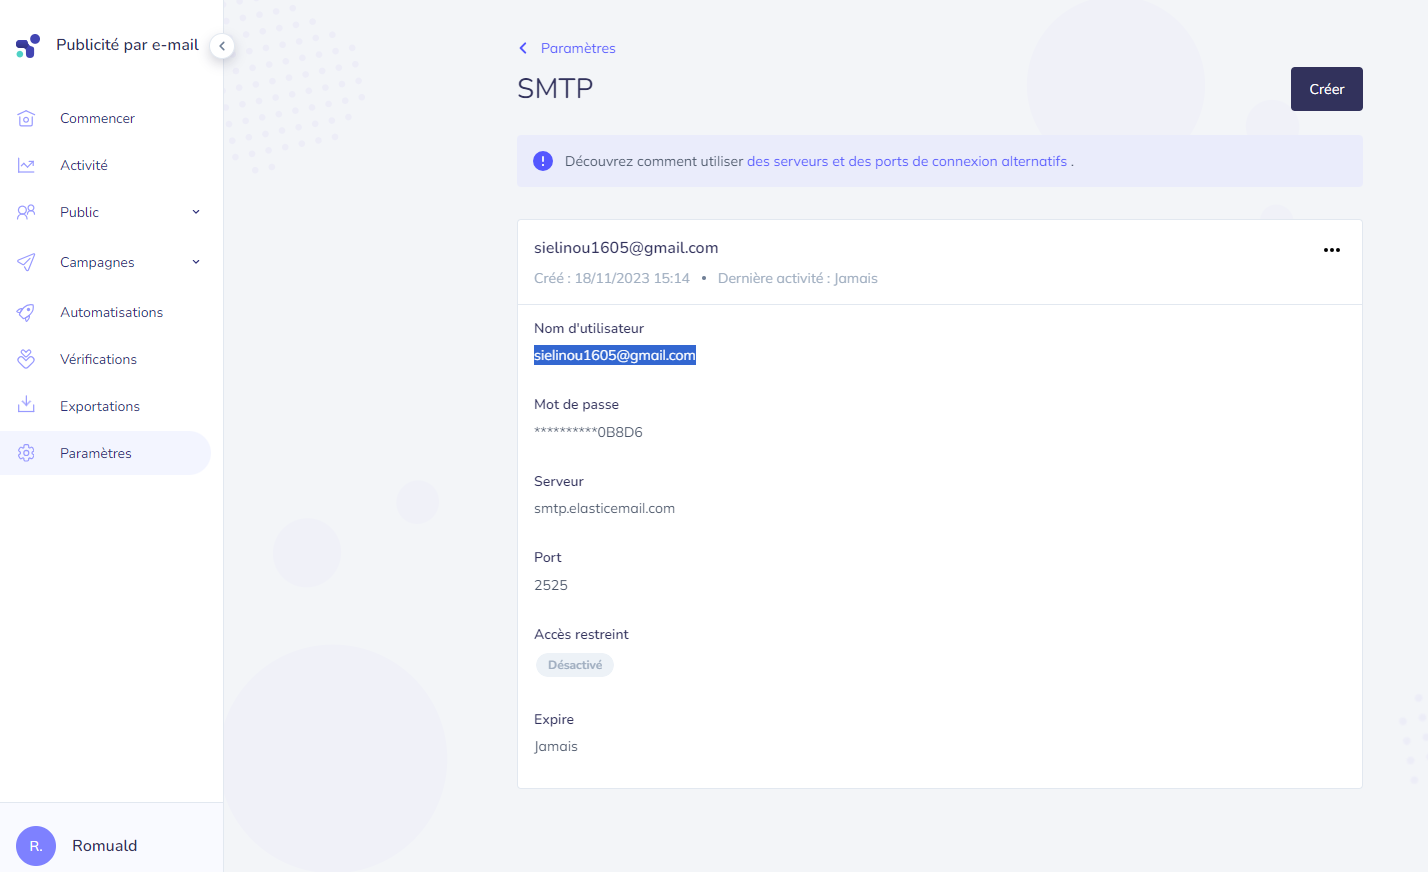 Publicité par e-mail
Commencer
Activité
Public
Campagnes
Automatisations
Vérifications
Exportations
Paramètres
R. Romuald
Paramètres
SMTP
Créer
Découvrez comment utiliser des serveurs et des ports de connexion alternatifs .
sielinou1605@gmail.com
Créé : 18/11/2023 15:14 • Dernière activité : Jamais
Nom d'utilisateur
sielinou1605@gmail.com
Mot de passe
**********0B8D6
Serveur
smtp.elasticemail.com
Port
2525
Accès restreint
Désactivé
Expire
Jamais